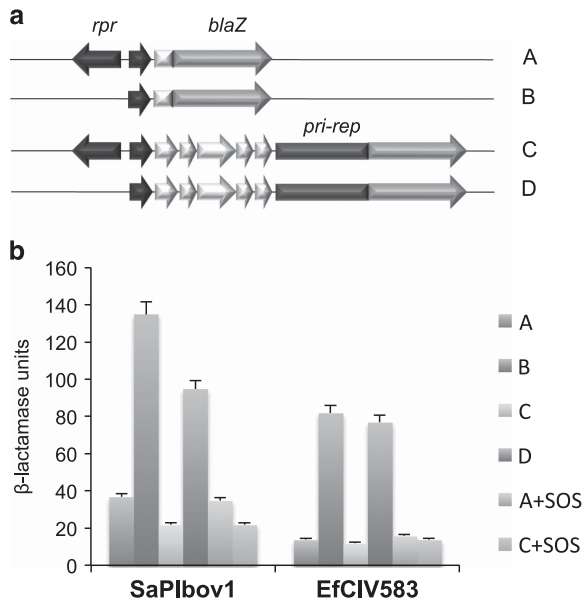 a
rpr
blaZ
A
B
pri-rep
C
D
b
160
140
120
100
80
60
40
20
0
β-lactamase units
SaPIbov1
EfCIV583
A
B
C
D
A+SOS
C+SOS